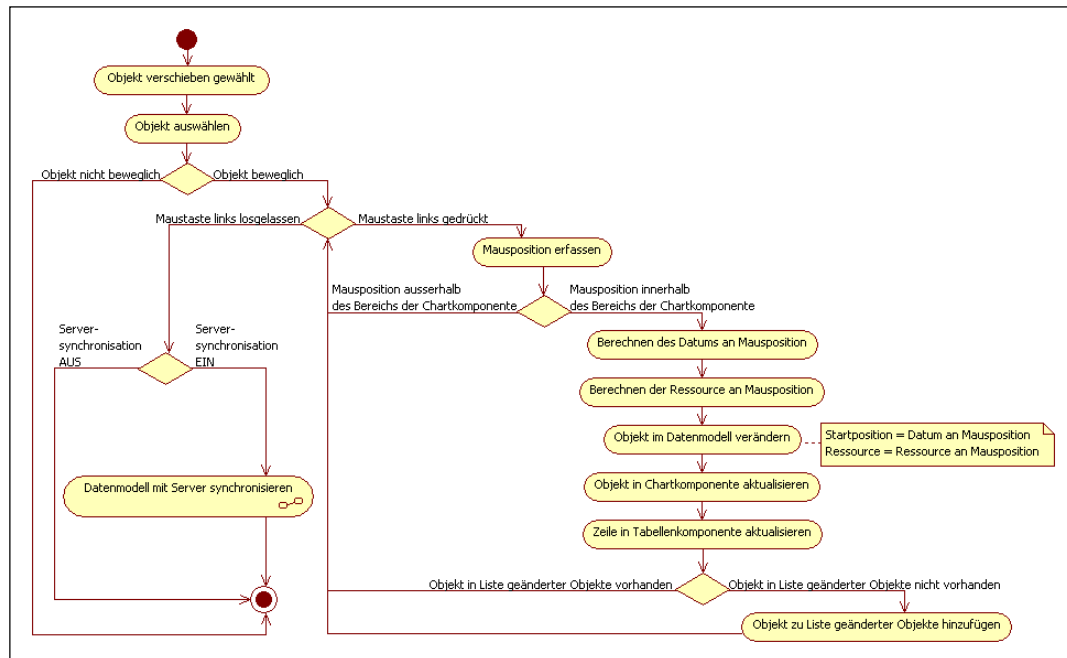 Objekt verschieben gewählt
Objekt auswählen
Objekt nicht beweglich
Objekt beweglich
Maustaste links losgelassen
Maustaste links gedrückt
Mausposition erfassen
Mausposition ausserhalb
des Bereichs der Chartkomponente
Mausposition innerhalb
des Bereichs der Chartkomponente
Server-
synchronisation
AUS
Server-
synchronisation
EIN
Berechnen des Datums an Mausposition
Berechnen der Ressource an Mausposition
Objekt im Datenmodell verändern
Startposition = Datum an Mausposition
Ressource = Ressource an Mausposition
Datenmodell mit Server synchronisieren
Objekt in Chartkomponente aktualisieren
Zeile in Tabellenkomponente aktualisieren
Objekt in Liste geänderter Objekte vorhanden
Objekt in Liste geänderter Objekte nicht vorhanden
Objekt zu Liste geänderter Objekte hinzufügen